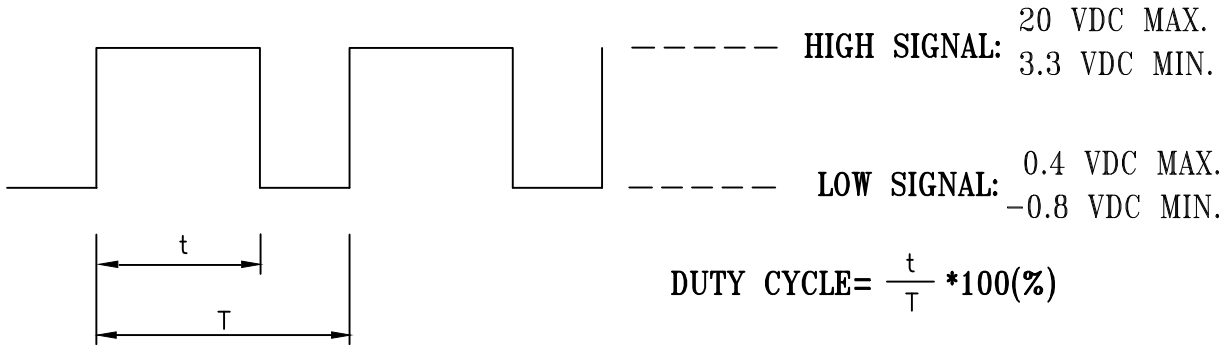 HIGH SIGNAL: 20 VDC MAX.
3.3 VDC MIN.
LOW SIGNAL: 0.4 VDC MAX.
-0.8 VDC MIN.
t
T
DUTY CYCLE= t/T *100(%)